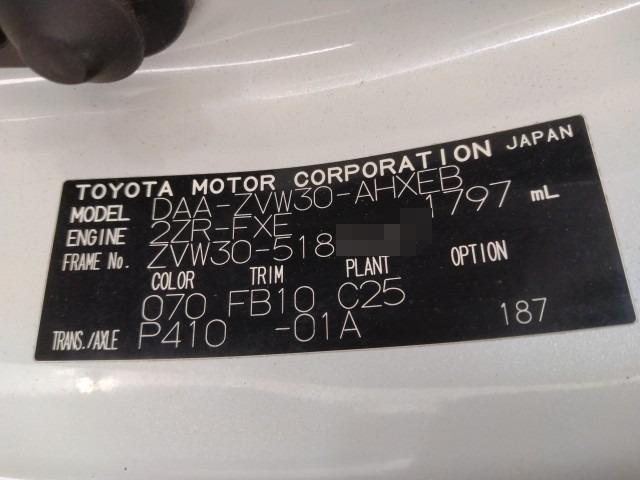 TOYOTA MOTOR CORPORATION JAPAN
MODEL DAA-ZVW30-AHXEB
ENGINE 2ZR-FXE 1797 mL
FRAME No. ZVW30-518
COLOR TRIM PLANT OPTION
070 FB10 C25
TRANS./AXLE P410 -01A 187